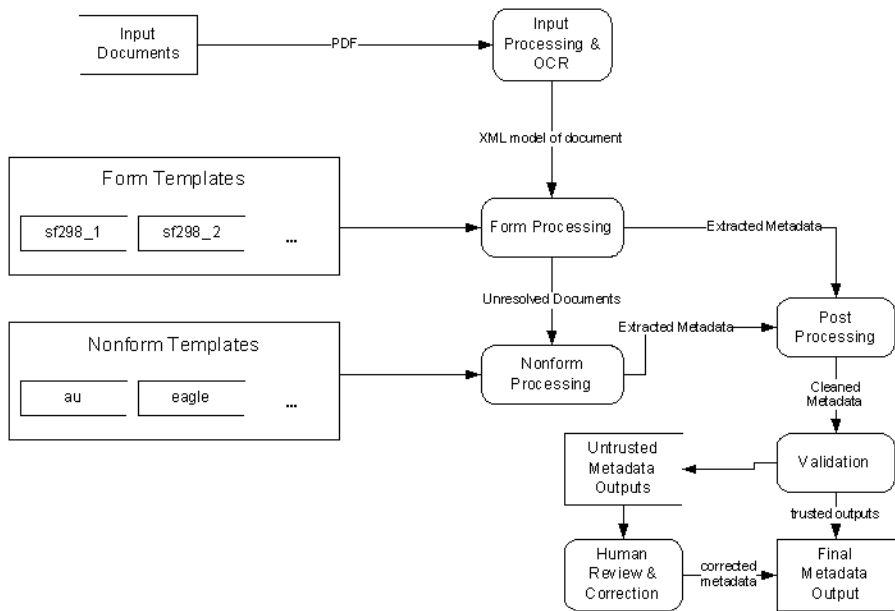 Input
Documents
PDF
Input
Processing &
OCR
XML model of document
Form Templates
sf298_1
sf298_2
...
Form Processing
Extracted Metadata
Unresolved Documents
Nonform Templates
au
eagle
...
Nonform
Processing
Extracted Metadata
Post
Processing
Cleaned
Metadata
Untrusted
Metadata
Outputs
Validation
trusted outputs
Human
Review &
Correction
corrected
metadata
Final
Metadata
Output